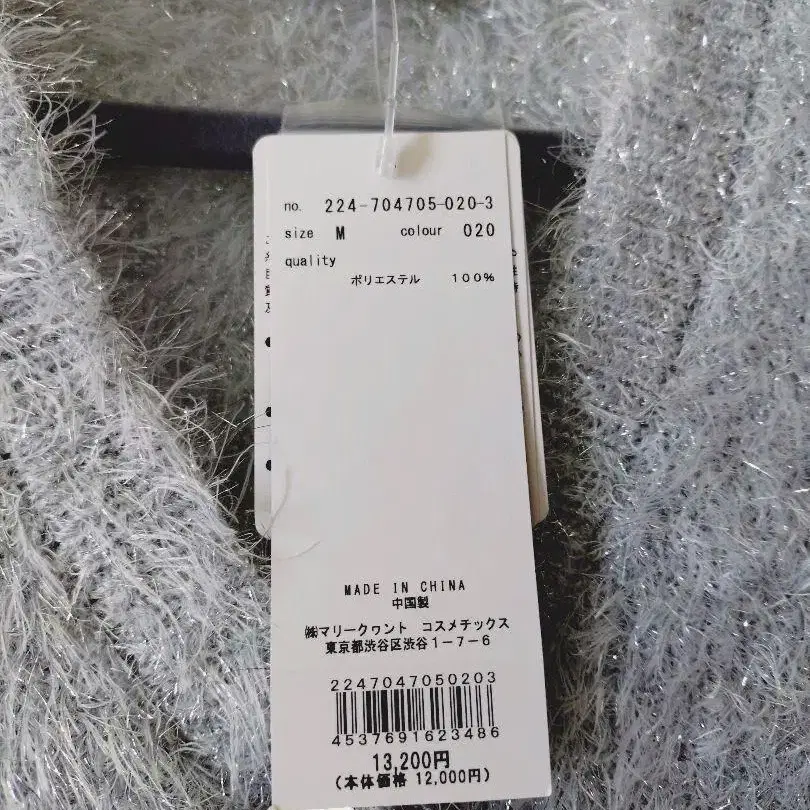 no. 224-704705-020-3
size M colour 020
quality
ポリエステル 100%
MADE IN CHINA
中国製
㈱マリークヮント コスメチックス
東京都渋谷区渋谷1-7-6
2247047050203
4537691623486
13,200円
(本体価格 12,000円)